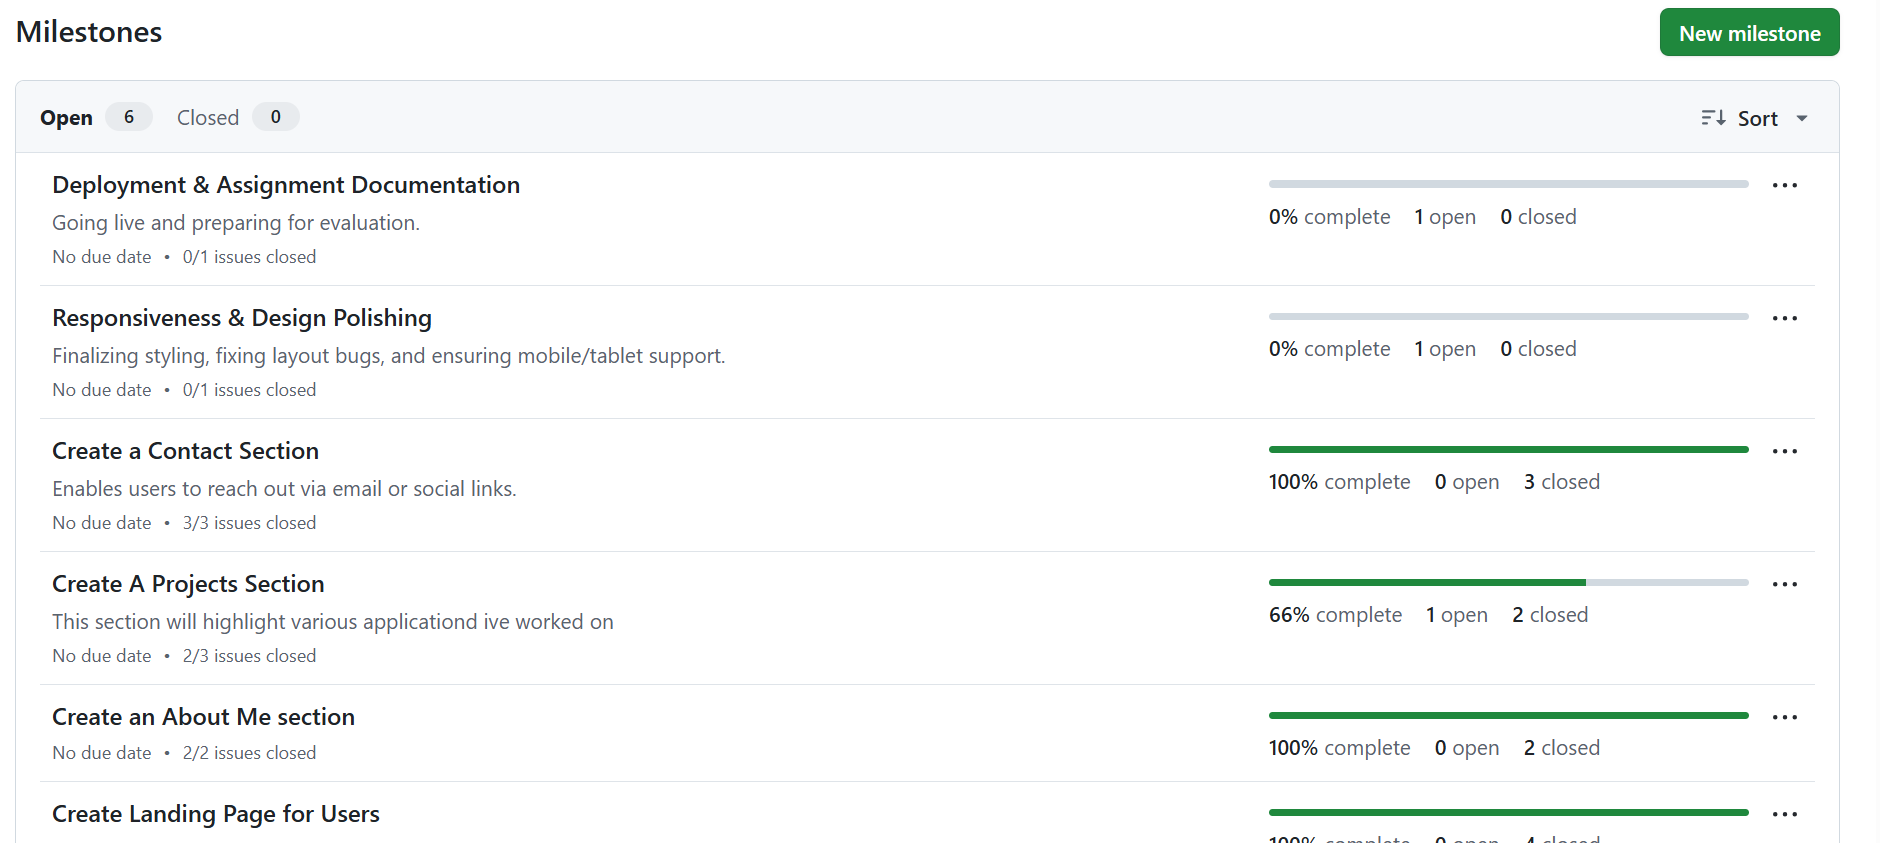 Milestones
New milestone
Open 6 Closed 0
Sort
Deployment & Assignment Documentation
Going live and preparing for evaluation.
No due date • 0/1 issues closed
0% complete 1 open 0 closed
Responsiveness & Design Polishing
Finalizing styling, fixing layout bugs, and ensuring mobile/tablet support.
No due date • 0/1 issues closed
0% complete 1 open 0 closed
Create a Contact Section
Enables users to reach out via email or social links.
No due date • 3/3 issues closed
100% complete 0 open 3 closed
Create A Projects Section
This section will highlight various applicationd ive worked on
No due date • 2/3 issues closed
66% complete 1 open 2 closed
Create an About Me section
No due date • 2/2 issues closed
100% complete 0 open 2 closed
Create Landing Page for Users
100% complete 0 open 4 closed